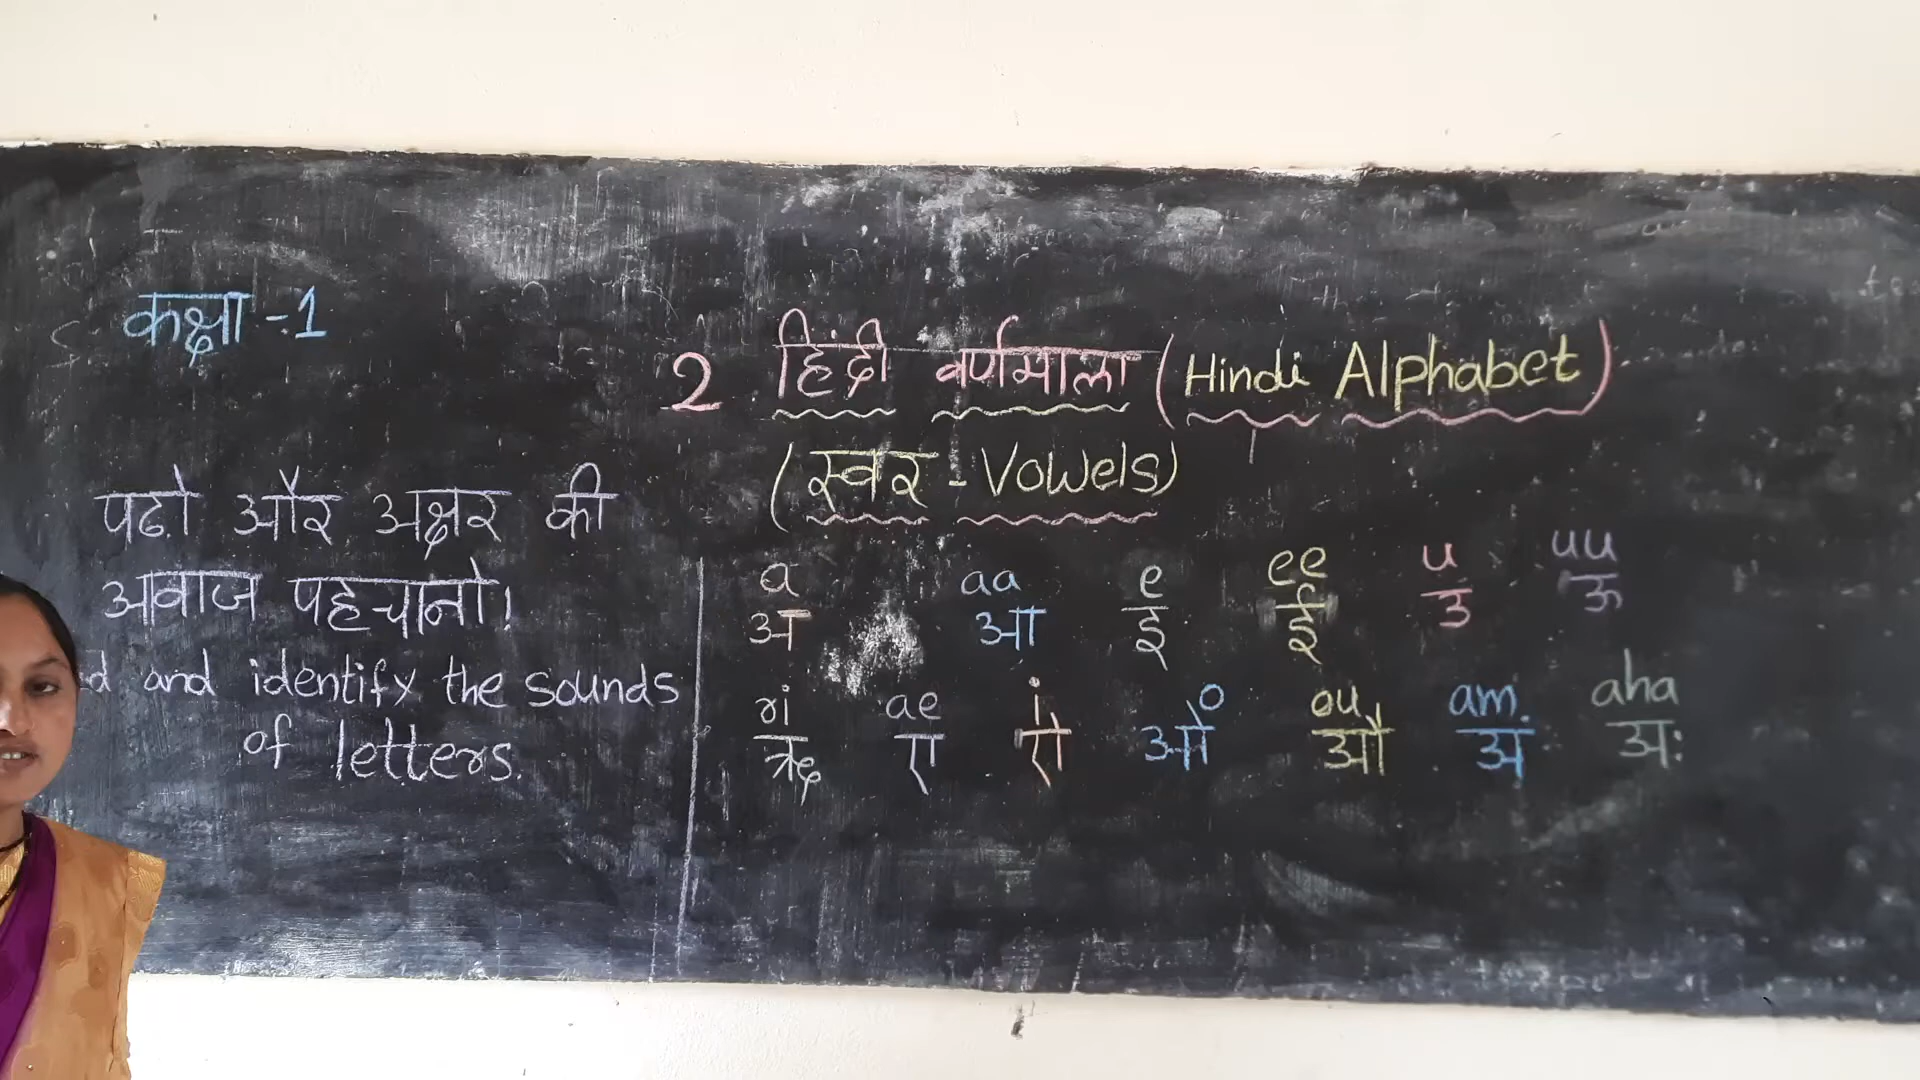 कक्षा -1
2. हिंदी वर्णमाला (Hindi Alphabet)
(स्वर - Vowels)
पढ़ो और अक्षर की
आवाज पहचानो!
and identify the sounds
of letters.
a aa e ee u uu
अ आ इ ई उ ऊ
ri ae i o ou am. aha
ऋ ए ऐ ओ औ अं अः